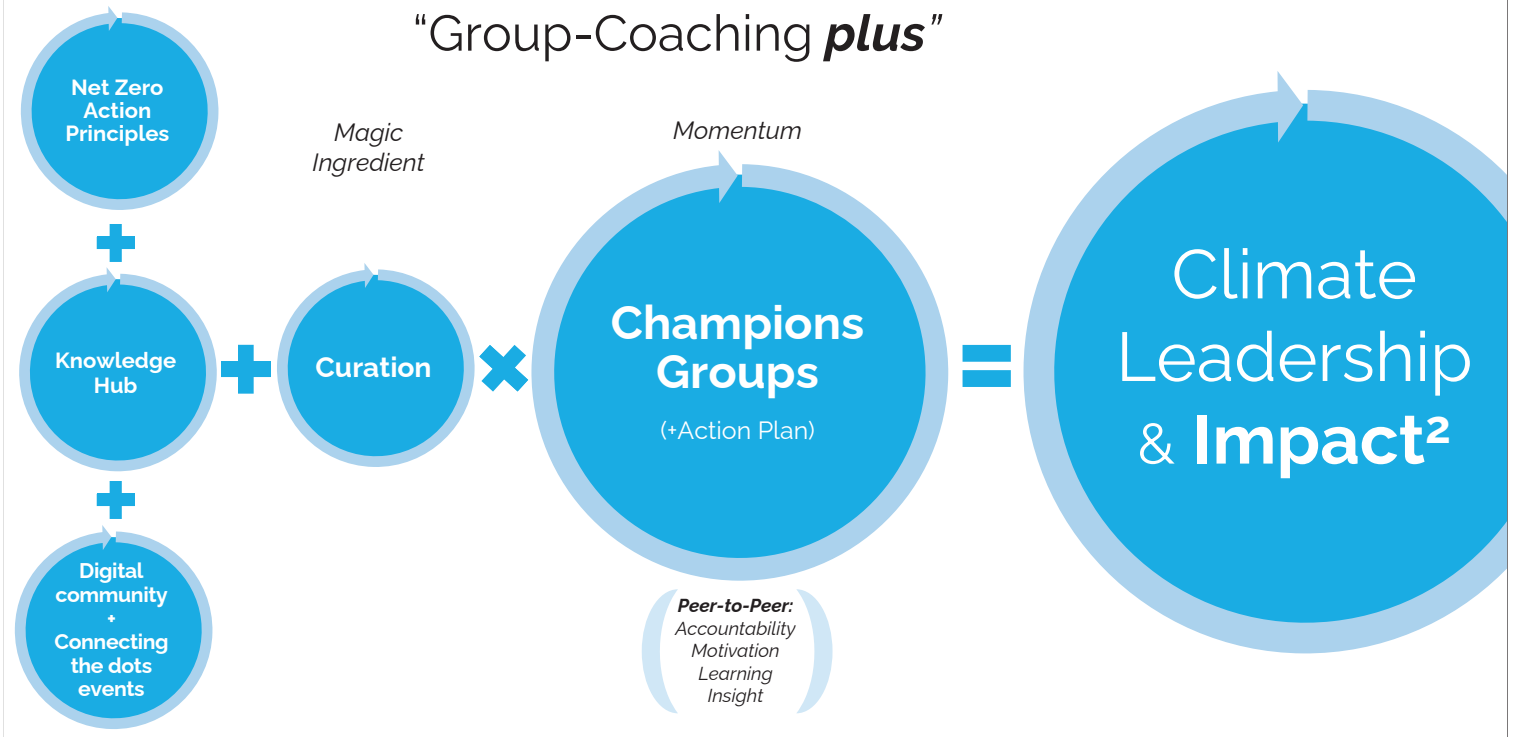 “Group-Coaching plus”
Net Zero
Action
Principles
+
Knowledge
Hub
+
Digital
community
+
Connecting
the dots
events
+
Magic
Ingredient
Curation
×
Momentum
Champions
Groups
(+Action Plan)
Peer-to-Peer:
Accountability
Motivation
Learning
Insight
=
Climate
Leadership
& Impact²